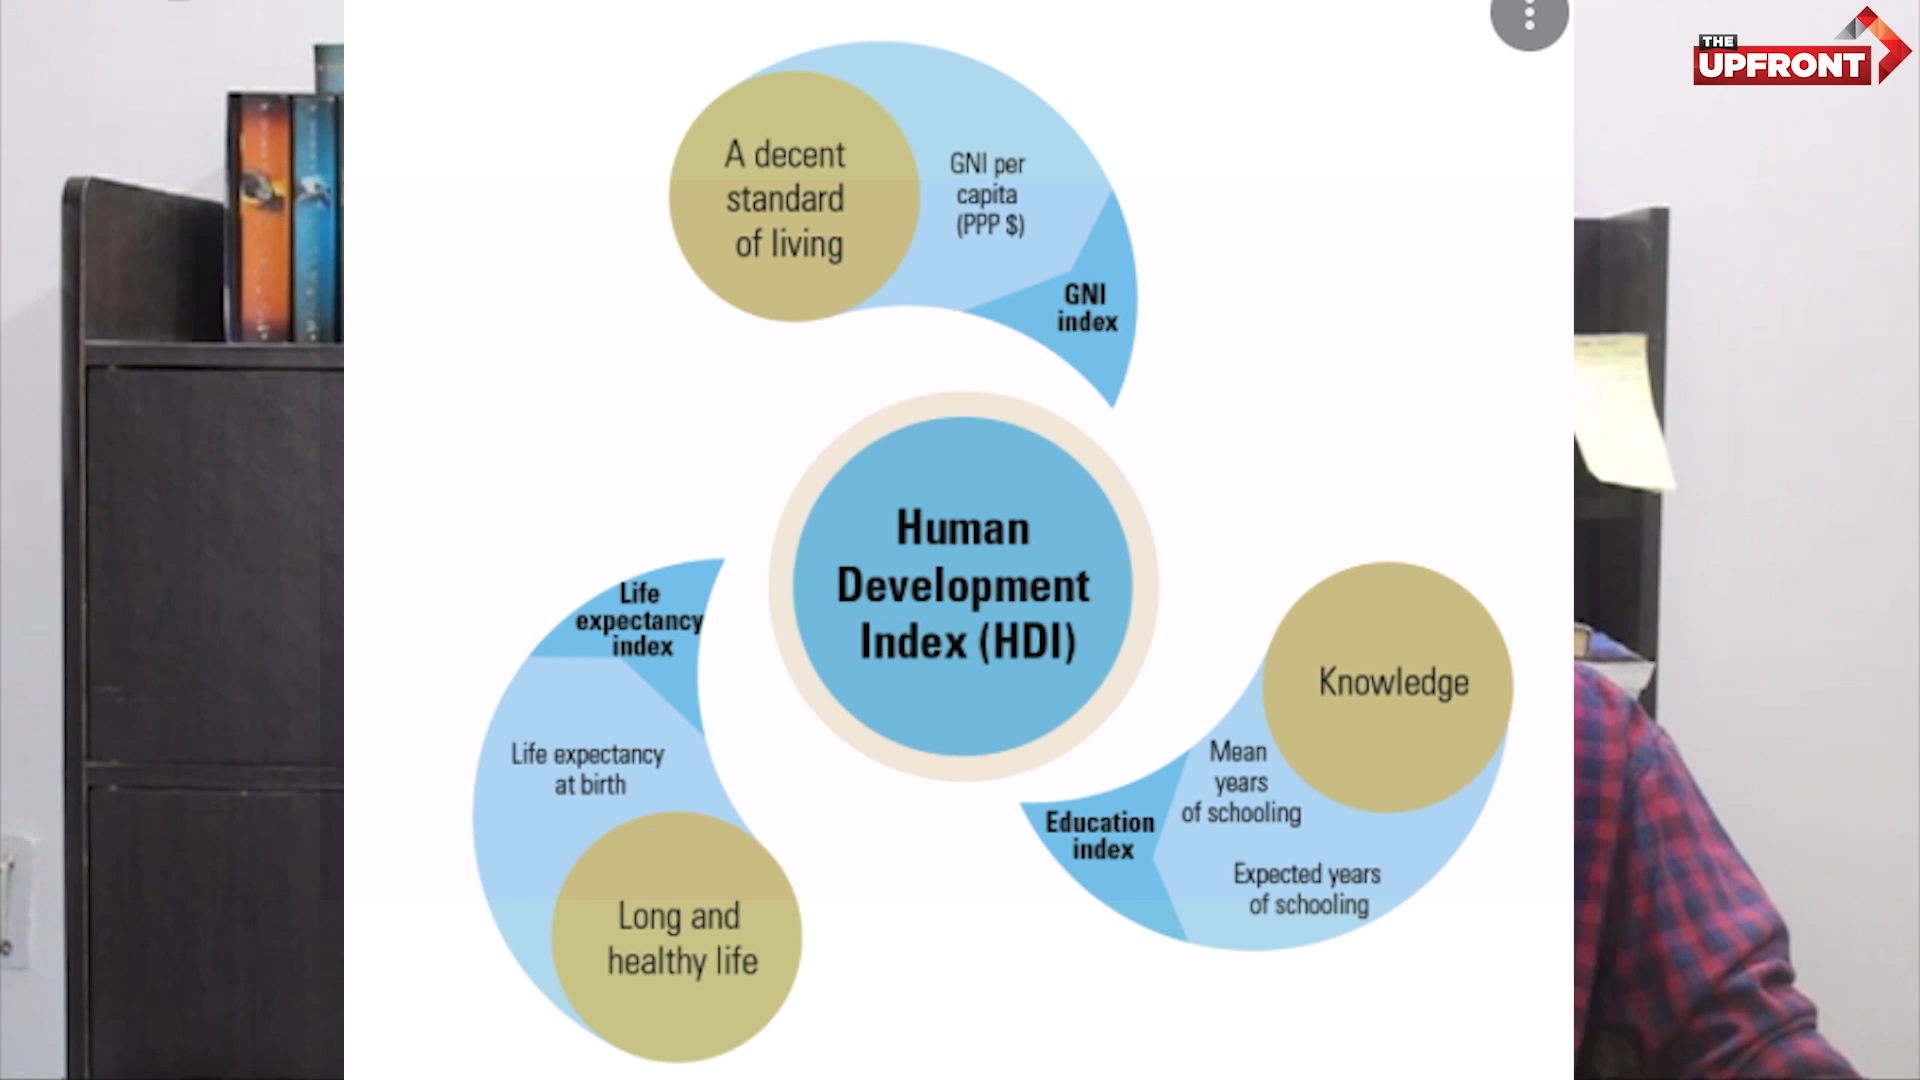 THE
UPFRONT
A decent
standard
of living
GNI per
capita
(PPP $)
GNI
index
Human
Development
Index (HDI)
Life
expectancy
index
Life expectancy
at birth
Long and
healthy life
Knowledge
Mean
years
of schooling
Expected years
of schooling
Education
index